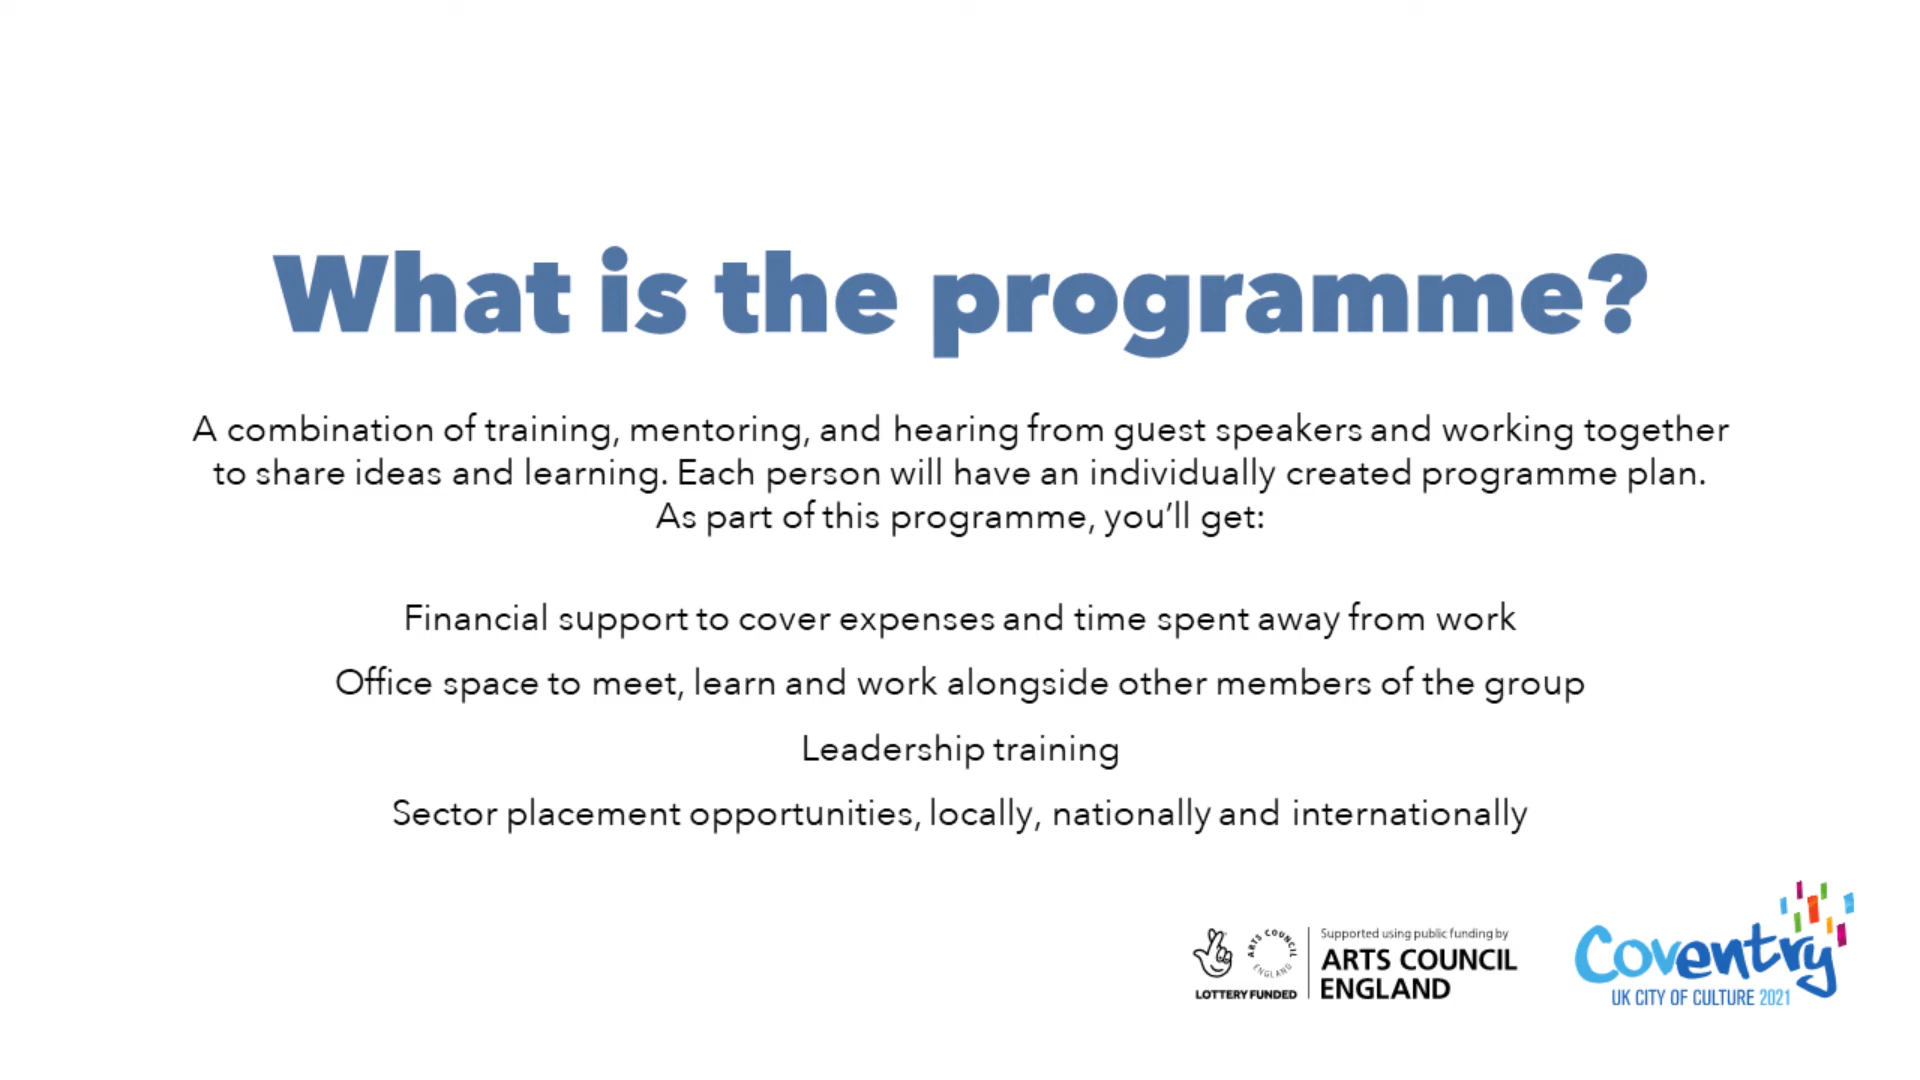 What is the programme?
A combination of training, mentoring, and hearing from guest speakers and working together
to share ideas and learning. Each person will have an individually created programme plan.
As part of this programme, you’ll get:
Financial support to cover expenses and time spent away from work
Office space to meet, learn and work alongside other members of the group
Leadership training
Sector placement opportunities, locally, nationally and internationally
LOTTERY FUNDED
ARTS COUNCIL ENGLAND
Supported using public funding by
ARTS COUNCIL
ENGLAND
Coventry
UK CITY OF CULTURE 2021